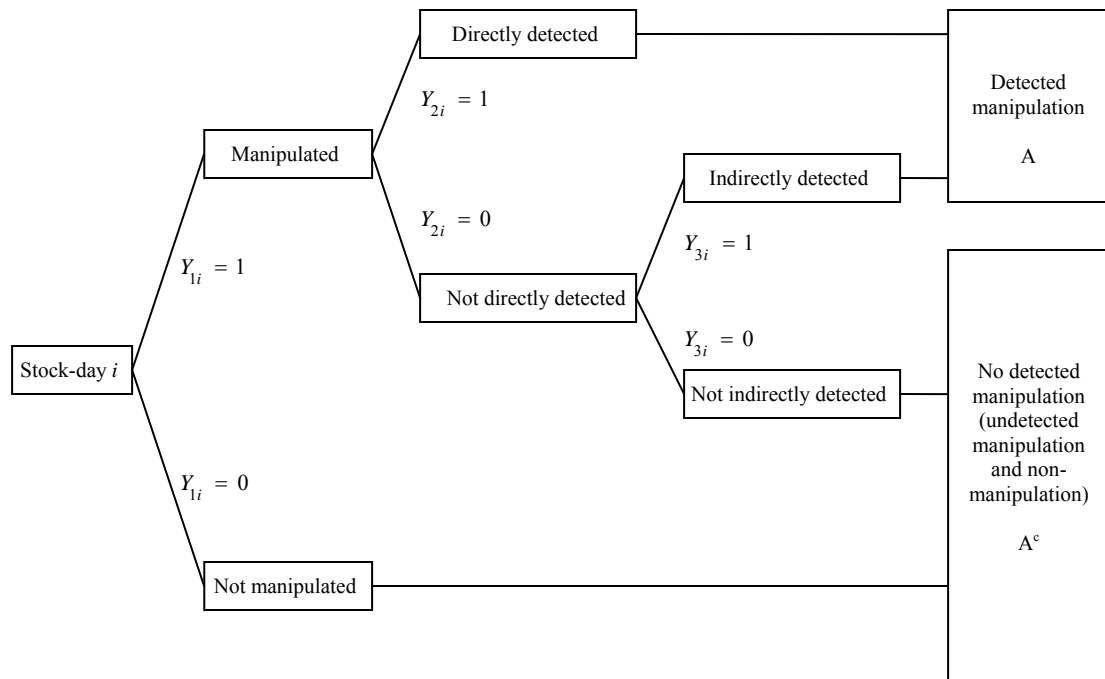 Directly detected
Y2i = 1
Detected
manipulation
A
Manipulated
Indirectly detected
Y2i = 0
Y3i = 1
Y1i = 1
Not directly detected
Y3i = 0
Stock-day i
Not indirectly detected
No detected
manipulation
(undetected
manipulation
and non-
manipulation)
Aᶜ
Y1i = 0
Not manipulated